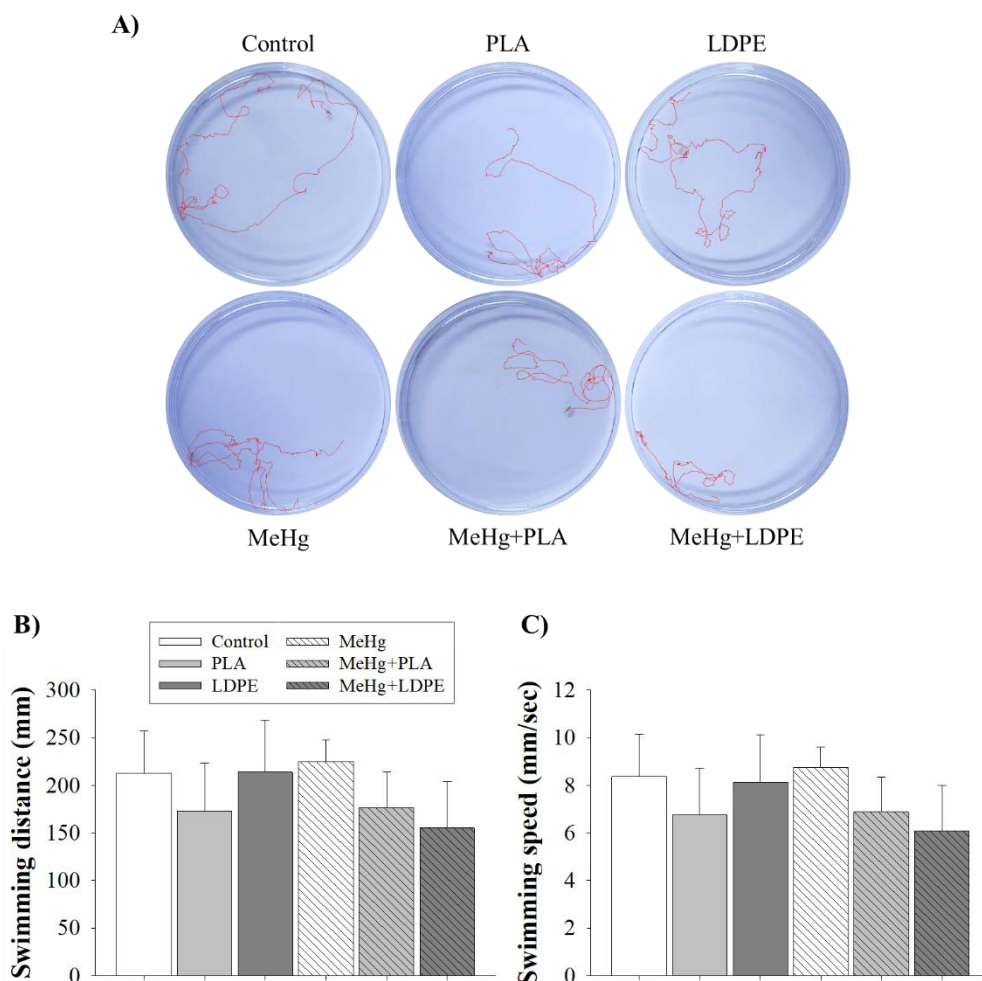 A)
Control PLA LDPE
MeHg MeHg+PLA MeHg+LDPE
B)
Control MeHg
PLA MeHg+PLA
LDPE MeHg+LDPE
Swimming distance (mm)
300
250
200
150
100
50
0
C)
Swimming speed (mm/sec)
12
10
8
6
4
2
0